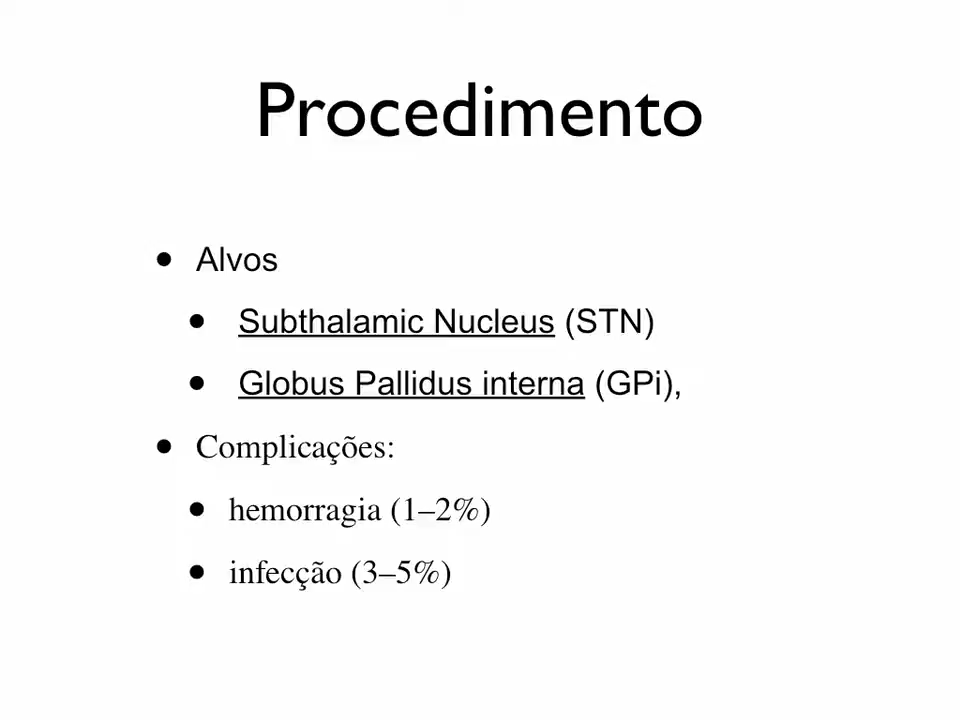 Procedimento
• Alvos
• Subthalamic Nucleus (STN)
• Globus Pallidus interna (GPi),
• Complicações:
• hemorragia (1–2%)
• infecção (3–5%)